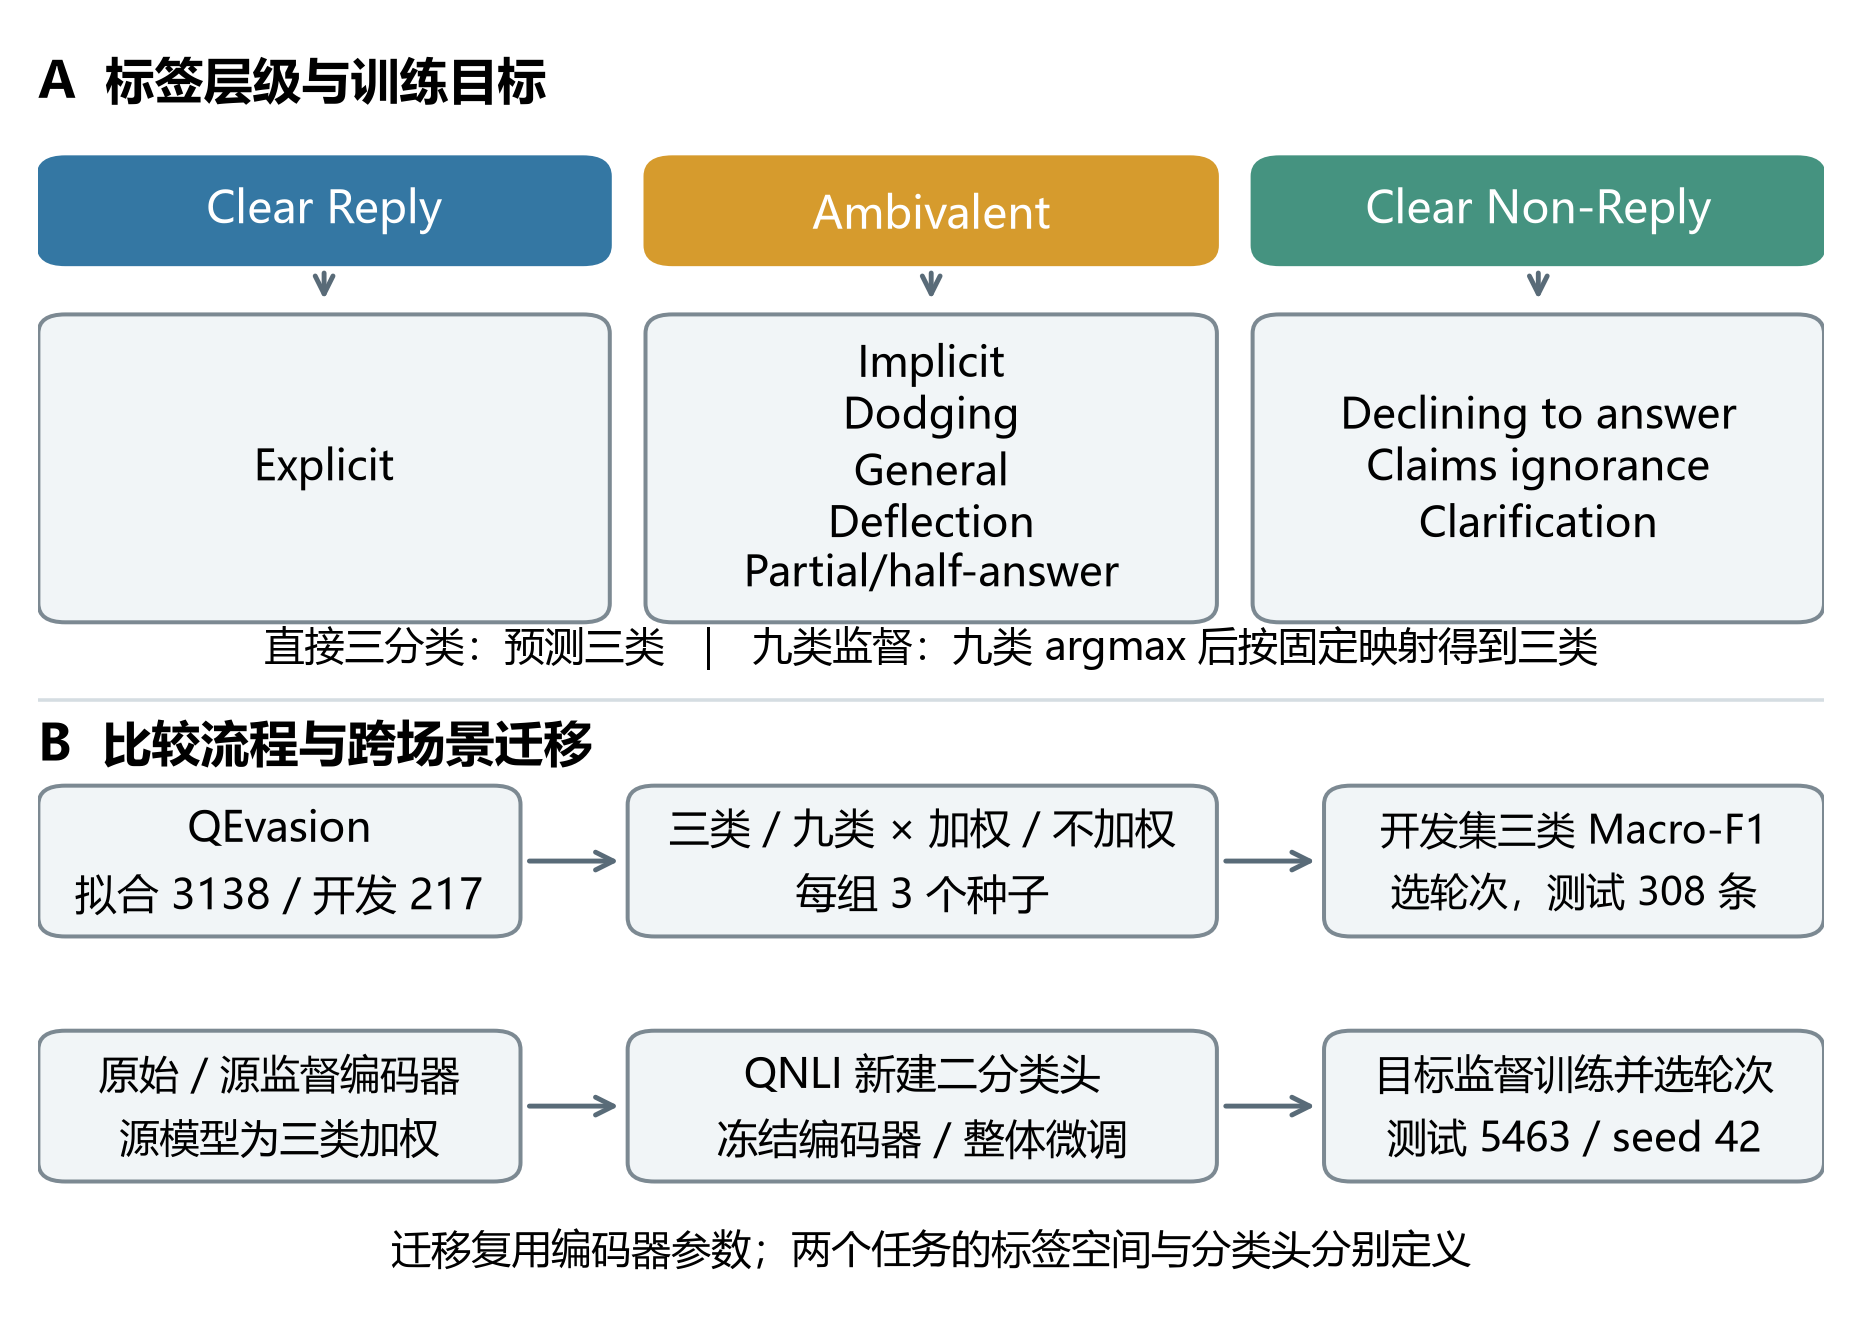 A 标签层级与训练目标
Clear Reply
Ambivalent
Clear Non-Reply
Explicit
Implicit
Dodging
General
Deflection
Partial/half-answer
Declining to answer
Claims ignorance
Clarification
直接三分类：预测三类 | 九类监督：九类 argmax 后按固定映射得到三类
B 比较流程与跨场景迁移
QEvasion
拟合 3138 / 开发 217
三类 / 九类 × 加权 / 不加权
每组 3 个种子
开发集三类 Macro-F1
选轮次，测试 308 条
原始 / 源监督编码器
源模型为三类加权
QNLI 新建二分类头
冻结编码器 / 整体微调
目标监督训练并选轮次
测试 5463 / seed 42
迁移复用编码器参数；两个任务的标签空间与分类头分别定义